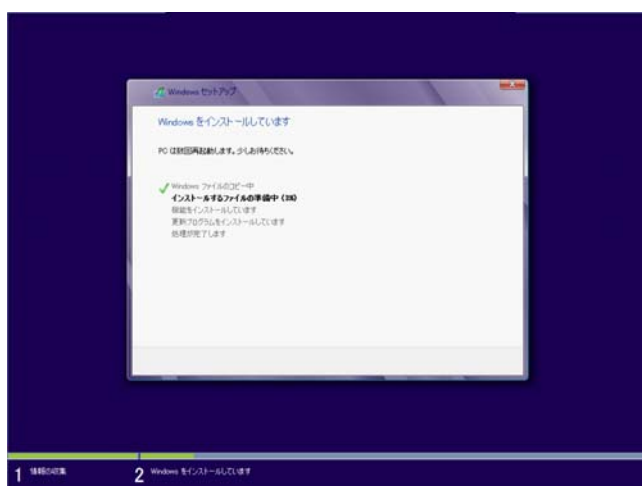 Windows セットアップ
Windows をインストールしています
PC は数回再起動します。少しお待ちください。
Windows ファイルのコピー中
インストールするファイルの準備中 (3%)
機能をインストールしています
更新プログラムをインストールしています
処理が完了します
1 情報の収集
2 Windows をインストールしています